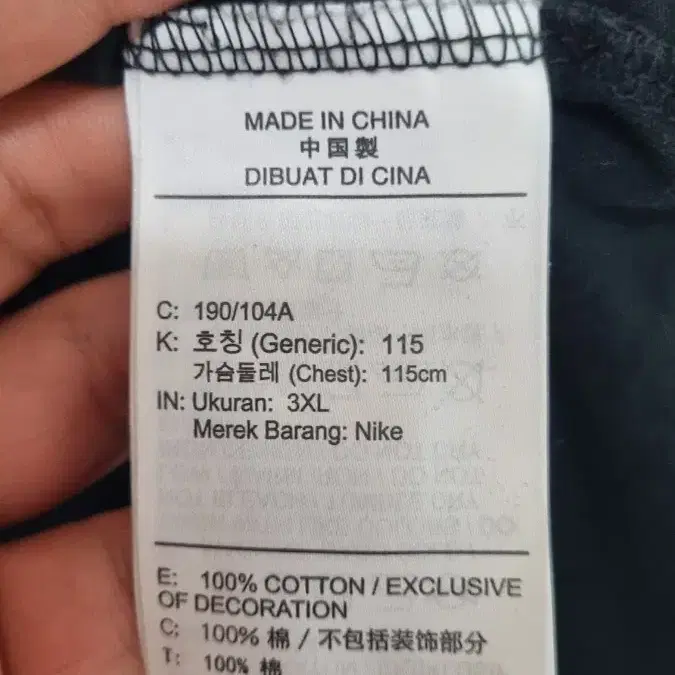 MADE IN CHINA
中国製
DIBUAT DI CINA
C: 190/104A
K: 호칭 (Generic): 115
가슴둘레 (Chest): 115cm
IN: Ukuran: 3XL
Merek Barang: Nike
E: 100% COTTON / EXCLUSIVE
OF DECORATION
C: 100% 棉 / 不包括装饰部分
T: 100% 棉